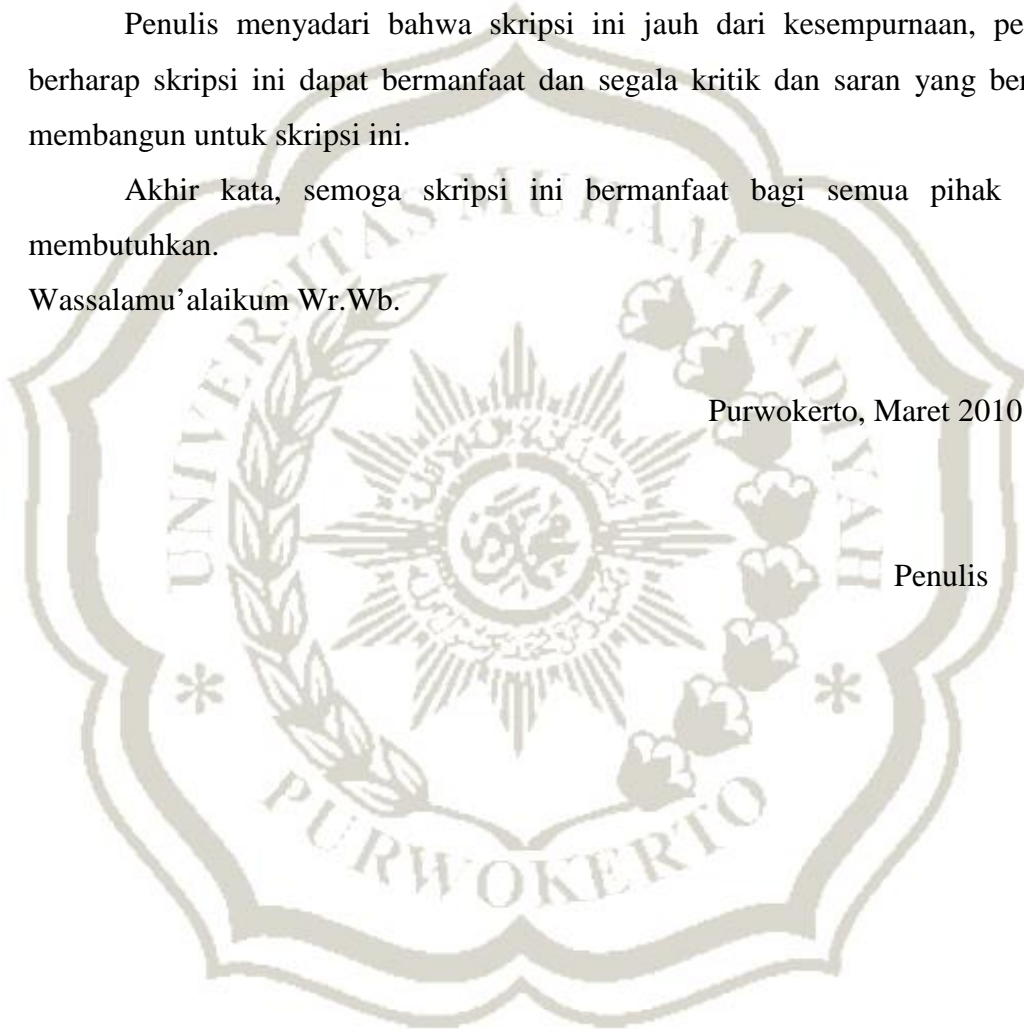 Penulis menyadari bahwa skripsi ini jauh dari kesempurnaan, pe
berharap skripsi ini dapat bermanfaat dan segala kritik dan saran yang ber
membangun untuk skripsi ini.
Akhir kata, semoga skripsi ini bermanfaat bagi semua pihak
membutuhkan.
Wassalamu’alaikum Wr.Wb.
Purwokerto, Maret 2010
Penulis
UNIVERSITAS MUHAMMADIYAH
PURWOKERTO